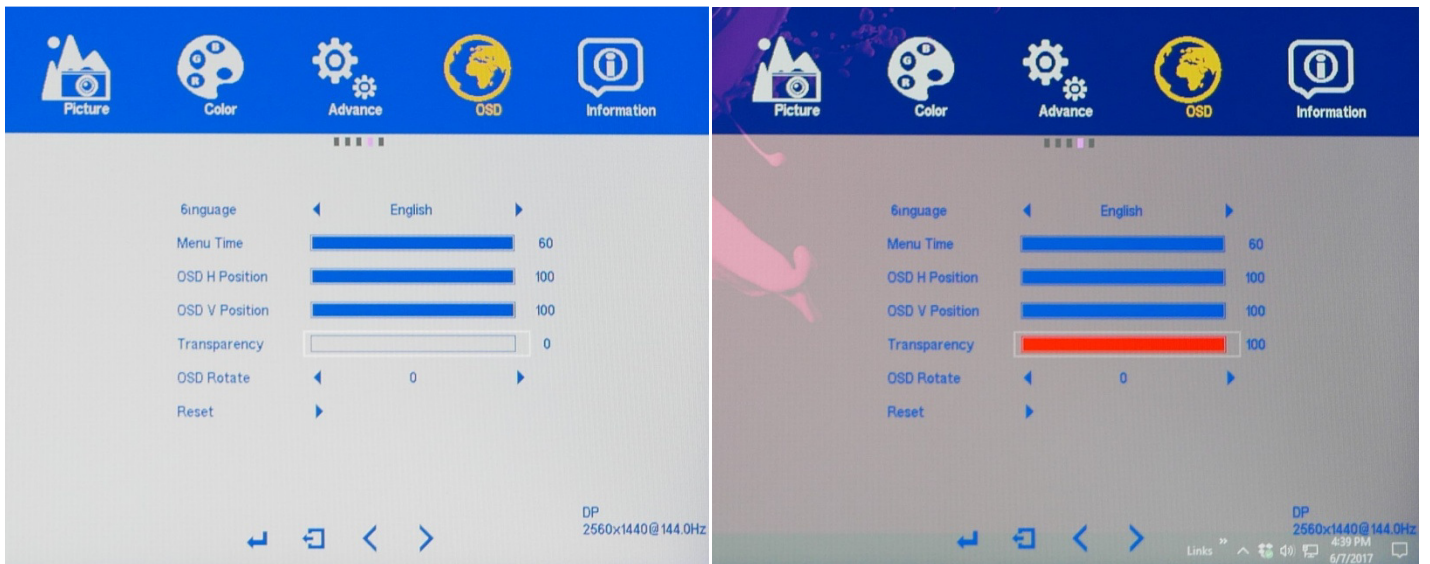 Picture Color Advance OSD Information
6ınguage English
Menu Time 60
OSD H Position 100
OSD V Position 100
Transparency 0
OSD Rotate 0
Reset
DP
2560x1440@144.0Hz
Picture Color Advance OSD Information
6ınguage English
Menu Time 60
OSD H Position 100
OSD V Position 100
Transparency 100
OSD Rotate 0
Reset
DP
2560x1440@144.0Hz
Links 4:39 PM
6/7/2017